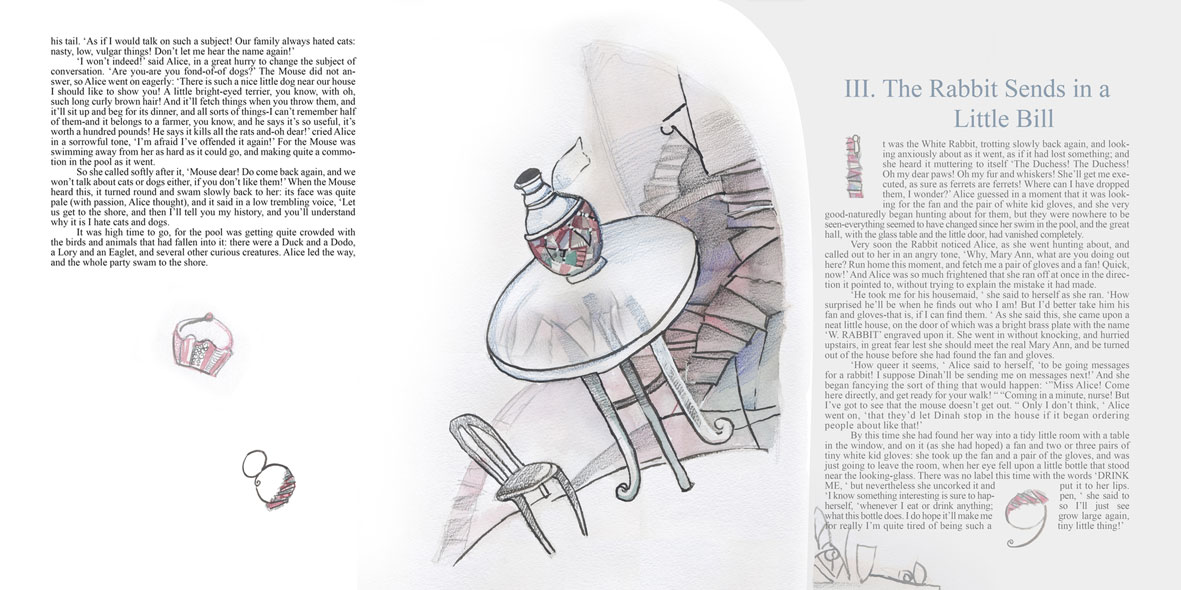 his tail. ‘As if I would talk on such a subject! Our family always hated cats:
nasty, low, vulgar things! Don’t let me hear the name again!’
‘I won’t indeed!’ said Alice, in a great hurry to change the subject of
conversation. ‘Are you-are you fond-of-of dogs?’ The Mouse did not an-
swer, so Alice went on eagerly: ‘There is such a nice little dog near our house
I should like to show you! A little bright-eyed terrier, you know, with oh,
such long curly brown hair! And it’ll fetch things when you throw them, and
it’ll sit up and beg for its dinner, and all sorts of things-I can’t remember half
of them-and it belongs to a farmer, you know, and he says it’s so useful, it’s
worth a hundred pounds! He says it kills all the rats and-oh dear!’ cried Alice
in a sorrowful tone, ‘I’m afraid I’ve offended it again!’ For the Mouse was
swimming away from her as hard as it could go, and making quite a commo-
tion in the pool as it went.
So she called softly after it, ‘Mouse dear! Do come back again, and we
won’t talk about cats or dogs either, if you don’t like them!’ When the Mouse
heard this, it turned round and swam slowly back to her: its face was quite
pale (with passion, Alice thought), and it said in a low trembling voice, ‘Let
us get to the shore, and then I’ll tell you my history, and you’ll understand
why it is I hate cats and dogs.
It was high time to go, for the pool was getting quite crowded with
the birds and animals that had fallen into it: there were a Duck and a Dodo,
a Lory and an Eaglet, and several other curious creatures. Alice led the way,
and the whole party swam to the shore.
III. The Rabbit Sends in a
Little Bill
I t was the White Rabbit, trotting slowly back again, and look-
ing anxiously about as it went, as if it had lost something; and
she heard it muttering to itself ‘The Duchess! The Duchess!
Oh my dear paws! Oh my fur and whiskers! She’ll get me exe-
cuted, as sure as ferrets are ferrets! Where can I have dropped
them, I wonder?’ Alice guessed in a moment that it was look-
ing for the fan and the pair of white kid gloves, and she very
good-naturedly began hunting about for them, but they were nowhere to be
seen-everything seemed to have changed since her swim in the pool, and the great
hall, with the glass table and the little door, had vanished completely.
Very soon the Rabbit noticed Alice, as she went hunting about, and
called out to her in an angry tone, ‘Why, Mary Ann, what are you doing out
here? Run home this moment, and fetch me a pair of gloves and a fan! Quick,
now!’ And Alice was so much frightened that she ran off at once in the direc-
tion it pointed to, without trying to explain the mistake it had made.
‘He took me for his housemaid, ‘ she said to herself as she ran. ‘How
surprised he’ll be when he finds out who I am! But I’d better take him his
fan and gloves-that is, if I can find them. ‘ As she said this, she came upon a
neat little house, on the door of which was a bright brass plate with the name
‘W. RABBIT’ engraved upon it. She went in without knocking, and hurried
upstairs, in great fear lest she should meet the real Mary Ann, and be turned
out of the house before she had found the fan and gloves.
‘How queer it seems, ‘ Alice said to herself, ‘to be going messages
for a rabbit! I suppose Dinah’ll be sending me on messages next!’ And she
began fancying the sort of thing that would happen: ‘”Miss Alice! Come
here directly, and get ready for your walk! “ “Coming in a minute, nurse! But
I’ve got to see that the mouse doesn’t get out. “ Only I don’t think, ‘ Alice
went on, ‘that they’d let Dinah stop in the house if it began ordering
people about like that!’
By this time she had found her way into a tidy little room with a table
in the window, and on it (as she had hoped) a fan and two or three pairs of
tiny white kid gloves: she took up the fan and a pair of the gloves, and was
just going to leave the room, when her eye fell upon a little bottle that stood
near the looking-glass. There was no label this time with the words ‘DRINK
ME, ‘ but nevertheless she uncorked it and put it to her lips.
‘I know something interesting is sure to hap- pen, ‘ she said to
herself, ‘whenever I eat or drink anything; so I’ll just see
what this bottle does. I do hope it’ll make me grow large again,
for really I’m quite tired of being such a tiny little thing!’